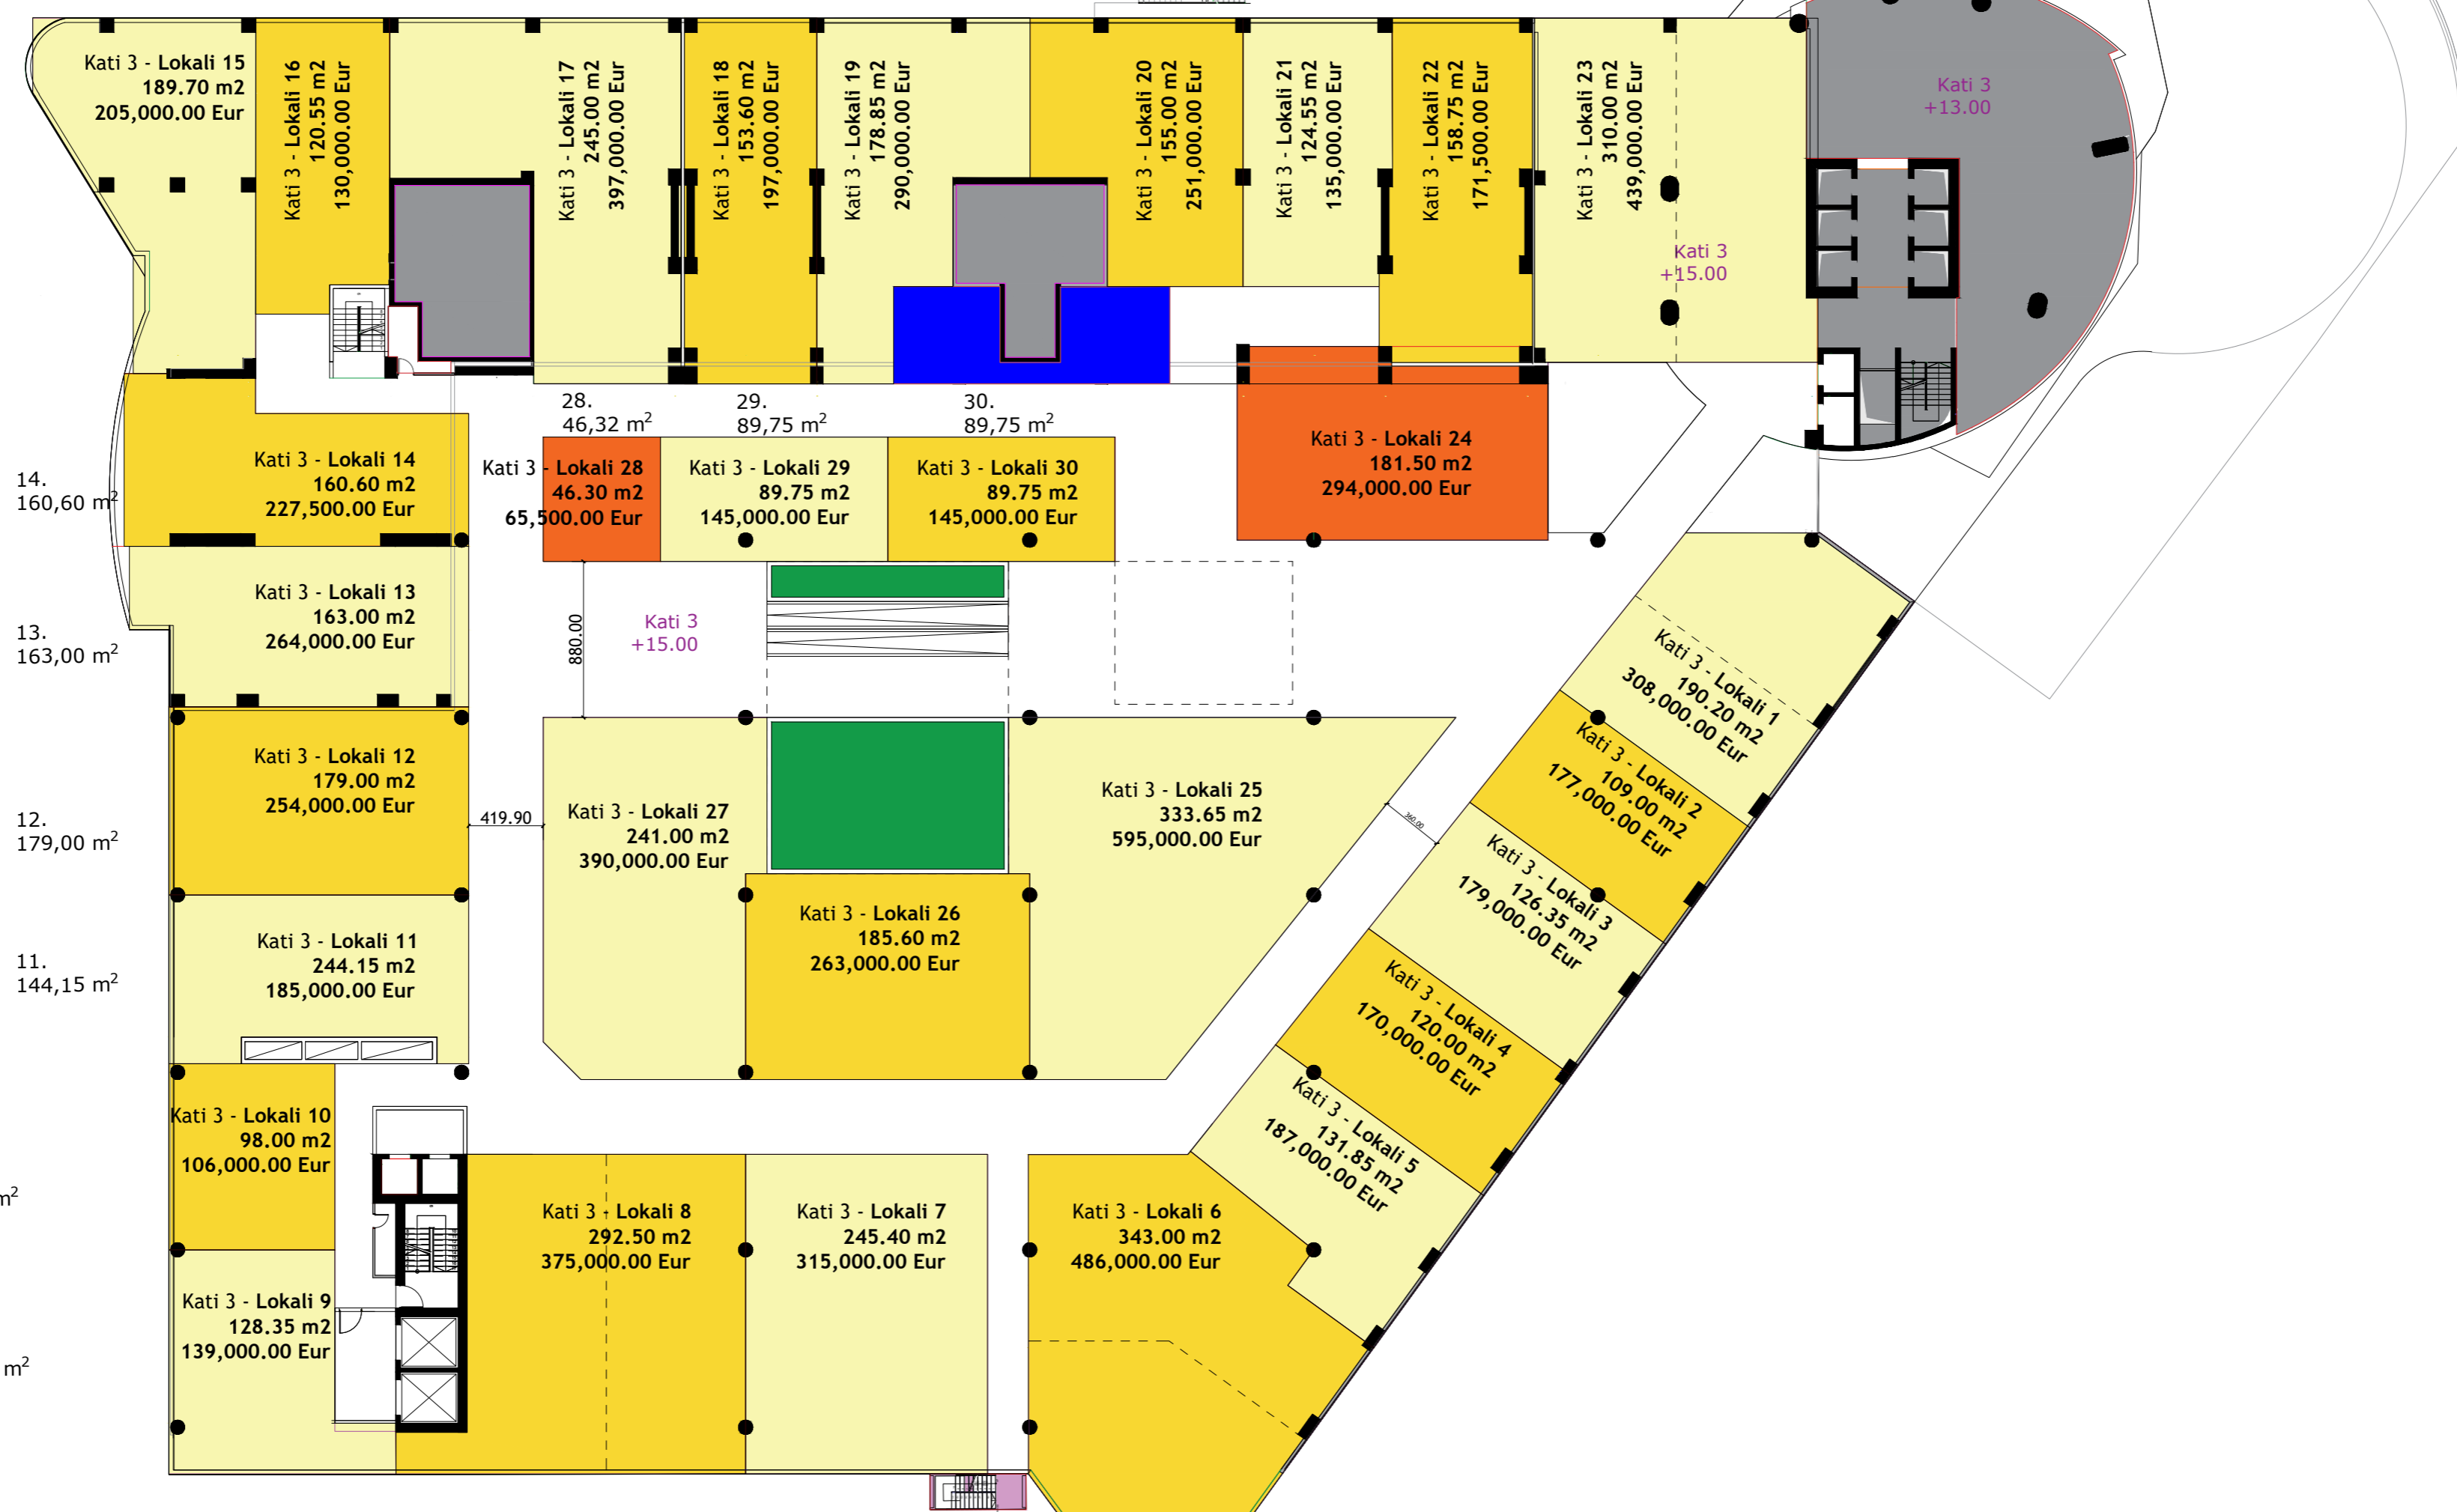 Kati 3 - Lokali 15
189.70 m2
205,000.00 Eur
Kati 3 - Lokali 16
120.55 m2
130,000.00 Eur
Kati 3 - Lokali 17
245.00 m2
397,000.00 Eur
Kati 3 - Lokali 18
153.60 m2
197,000.00 Eur
Kati 3 - Lokali 19
178.85 m2
290,000.00 Eur
Kati 3 - Lokali 20
155.00 m2
251,000.00 Eur
Kati 3 - Lokali 21
124.55 m2
135,000.00 Eur
Kati 3 - Lokali 22
158.75 m2
171,500.00 Eur
Kati 3 - Lokali 23
310.00 m2
439,000.00 Eur
Kati 3
+15.00
Kati 3
+13.00
28.
46,32 m²
29.
89,75 m²
30.
89,75 m²
14.
160,60 m²
Kati 3 - Lokali 14
160.60 m2
227,500.00 Eur
Kati 3 - Lokali 28
46.30 m2
65,500.00 Eur
Kati 3 - Lokali 29
89.75 m2
145,000.00 Eur
Kati 3 - Lokali 30
89.75 m2
145,000.00 Eur
Kati 3 - Lokali 24
181.50 m2
294,000.00 Eur
13.
163,00 m²
Kati 3 - Lokali 13
163.00 m2
264,000.00 Eur
880.00
Kati 3
+15.00
Kati 3 - Lokali 1
190.20 m2
308,000.00 Eur
Kati 3 - Lokali 2
109.00 m2
177,000.00 Eur
12.
179,00 m²
Kati 3 - Lokali 12
179.00 m2
254,000.00 Eur
419.90
Kati 3 - Lokali 27
241.00 m2
390,000.00 Eur
Kati 3 - Lokali 25
333.65 m2
595,000.00 Eur
360.00
Kati 3 - Lokali 3
126.35 m2
179,000.00 Eur
11.
144,15 m²
Kati 3 - Lokali 11
244.15 m2
185,000.00 Eur
Kati 3 - Lokali 26
185.60 m2
263,000.00 Eur
Kati 3 - Lokali 4
120.00 m2
170,000.00 Eur
Kati 3 - Lokali 10
98.00 m2
106,000.00 Eur
Kati 3 - Lokali 5
131.85 m2
187,000.00 Eur
m²
Kati 3 - Lokali 8
292.50 m2
375,000.00 Eur
Kati 3 - Lokali 7
245.40 m2
315,000.00 Eur
Kati 3 - Lokali 6
343.00 m2
486,000.00 Eur
Kati 3 - Lokali 9
128.35 m2
139,000.00 Eur
m²